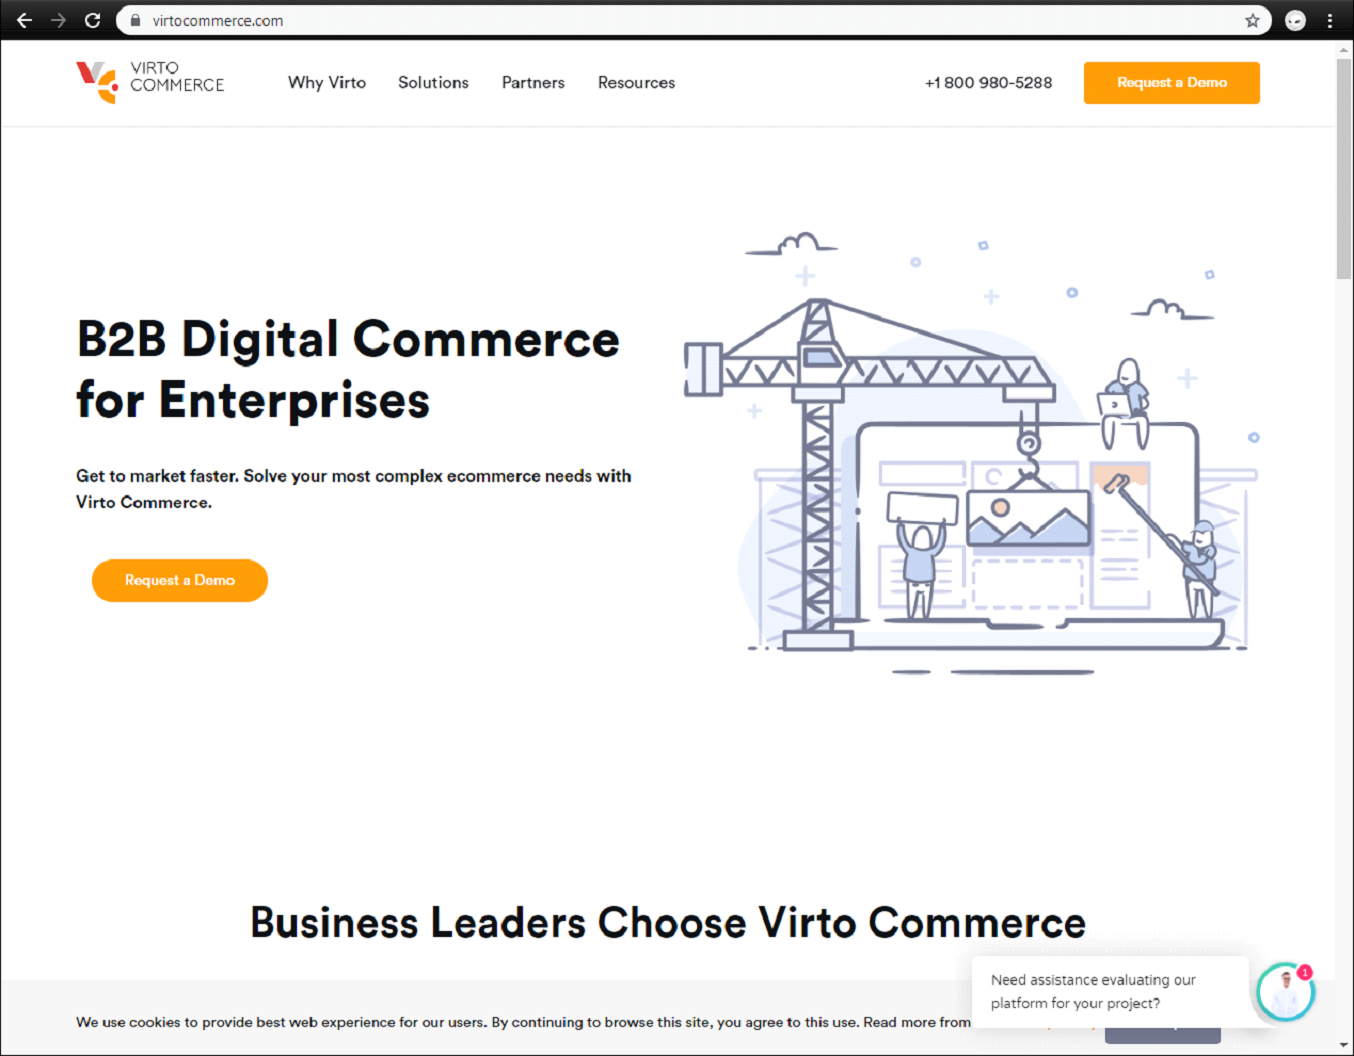 virtocommerce.com
VIRTO
COMMERCE
Why Virto
Solutions
Partners
Resources
+1 800 980-5288
Request a Demo
B2B Digital Commerce
for Enterprises
Get to market faster. Solve your most complex ecommerce needs with
Virto Commerce.
Request a Demo
Business Leaders Choose Virto Commerce
Need assistance evaluating our
platform for your project?
1
We use cookies to provide best web experience for our users. By continuing to browse this site, you agree to this use. Read more from